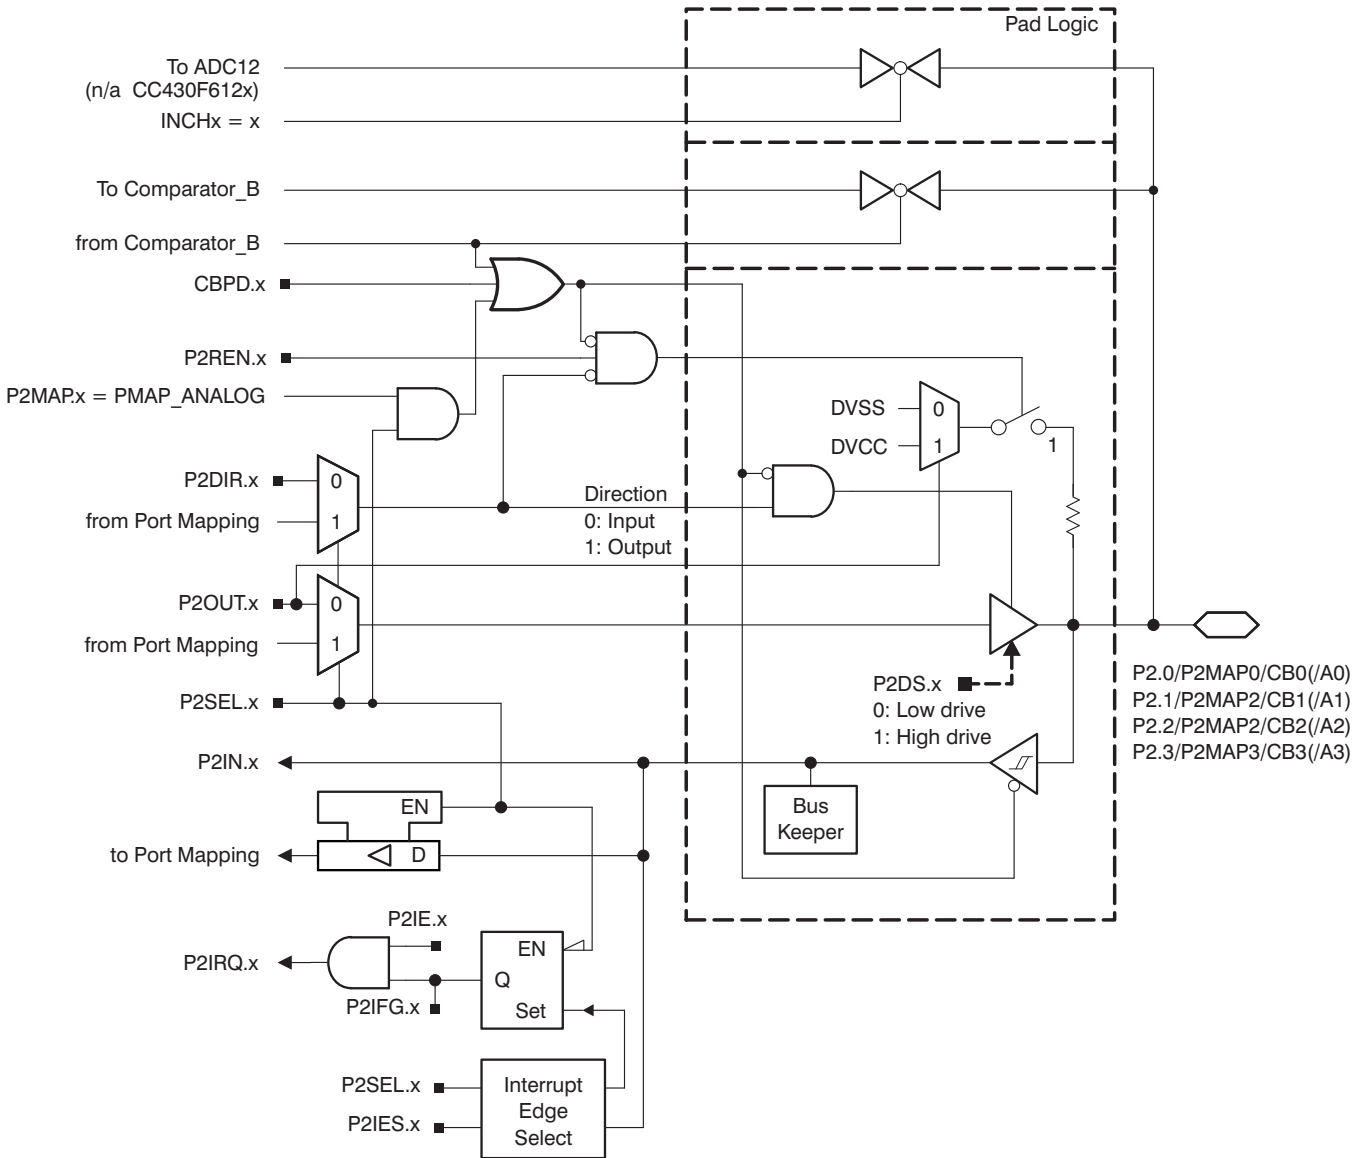 Pad Logic
To ADC12
(n/a CC430F612x)
INCHx = x
To Comparator_B
from Comparator_B
CBPD.x
P2REN.x
P2MAP.x = PMAP_ANALOG
DVSS
0
DVCC
1
1
P2DIR.x
0
from Port Mapping
1
Direction
0: Input
1: Output
P2OUT.x
0
from Port Mapping
1
P2SEL.x
P2DS.x
0: Low drive
1: High drive
P2.0/P2MAP0/CB0(/A0)
P2.1/P2MAP2/CB1(/A1)
P2.2/P2MAP2/CB2(/A2)
P2.3/P2MAP3/CB3(/A3)
P2IN.x
EN
Bus
Keeper
to Port Mapping
D
P2IE.x
P2IRQ.x
EN
Q
P2IFG.x
Set
P2SEL.x
P2IES.x
Interrupt
Edge
Select